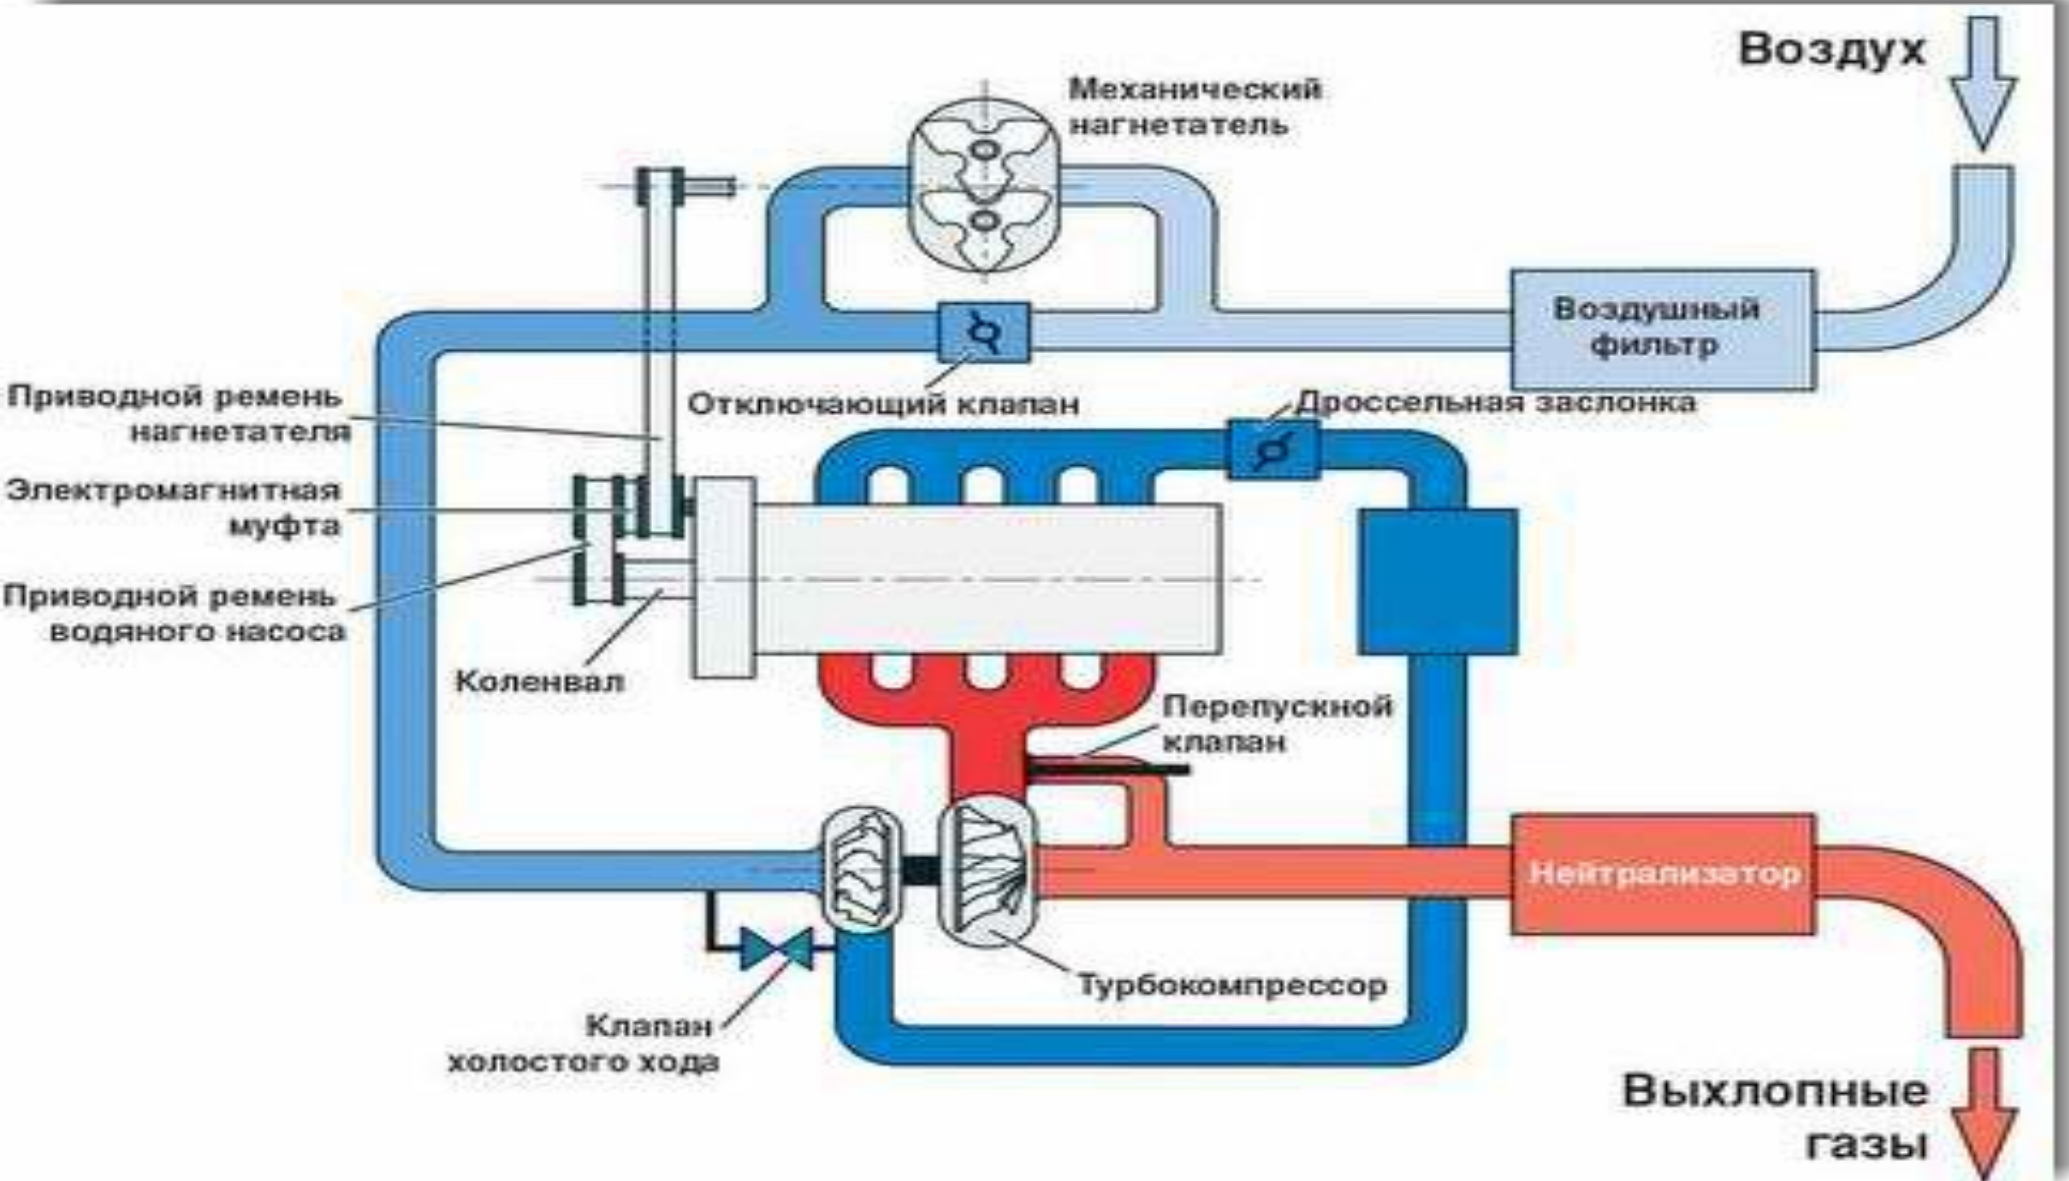 Воздух
Механический
нагнетатель
Воздушный
фильтр
Приводной ремень
нагнетателя
Отключающий клапан
Дроссельная заслонка
Электромагнитная
муфта
Приводной ремень
водяного насоса
Коленвал
Перепускной
клапан
Нейтрализатор
Турбокомпрессор
Клапан
холостого хода
Выхлопные
газы